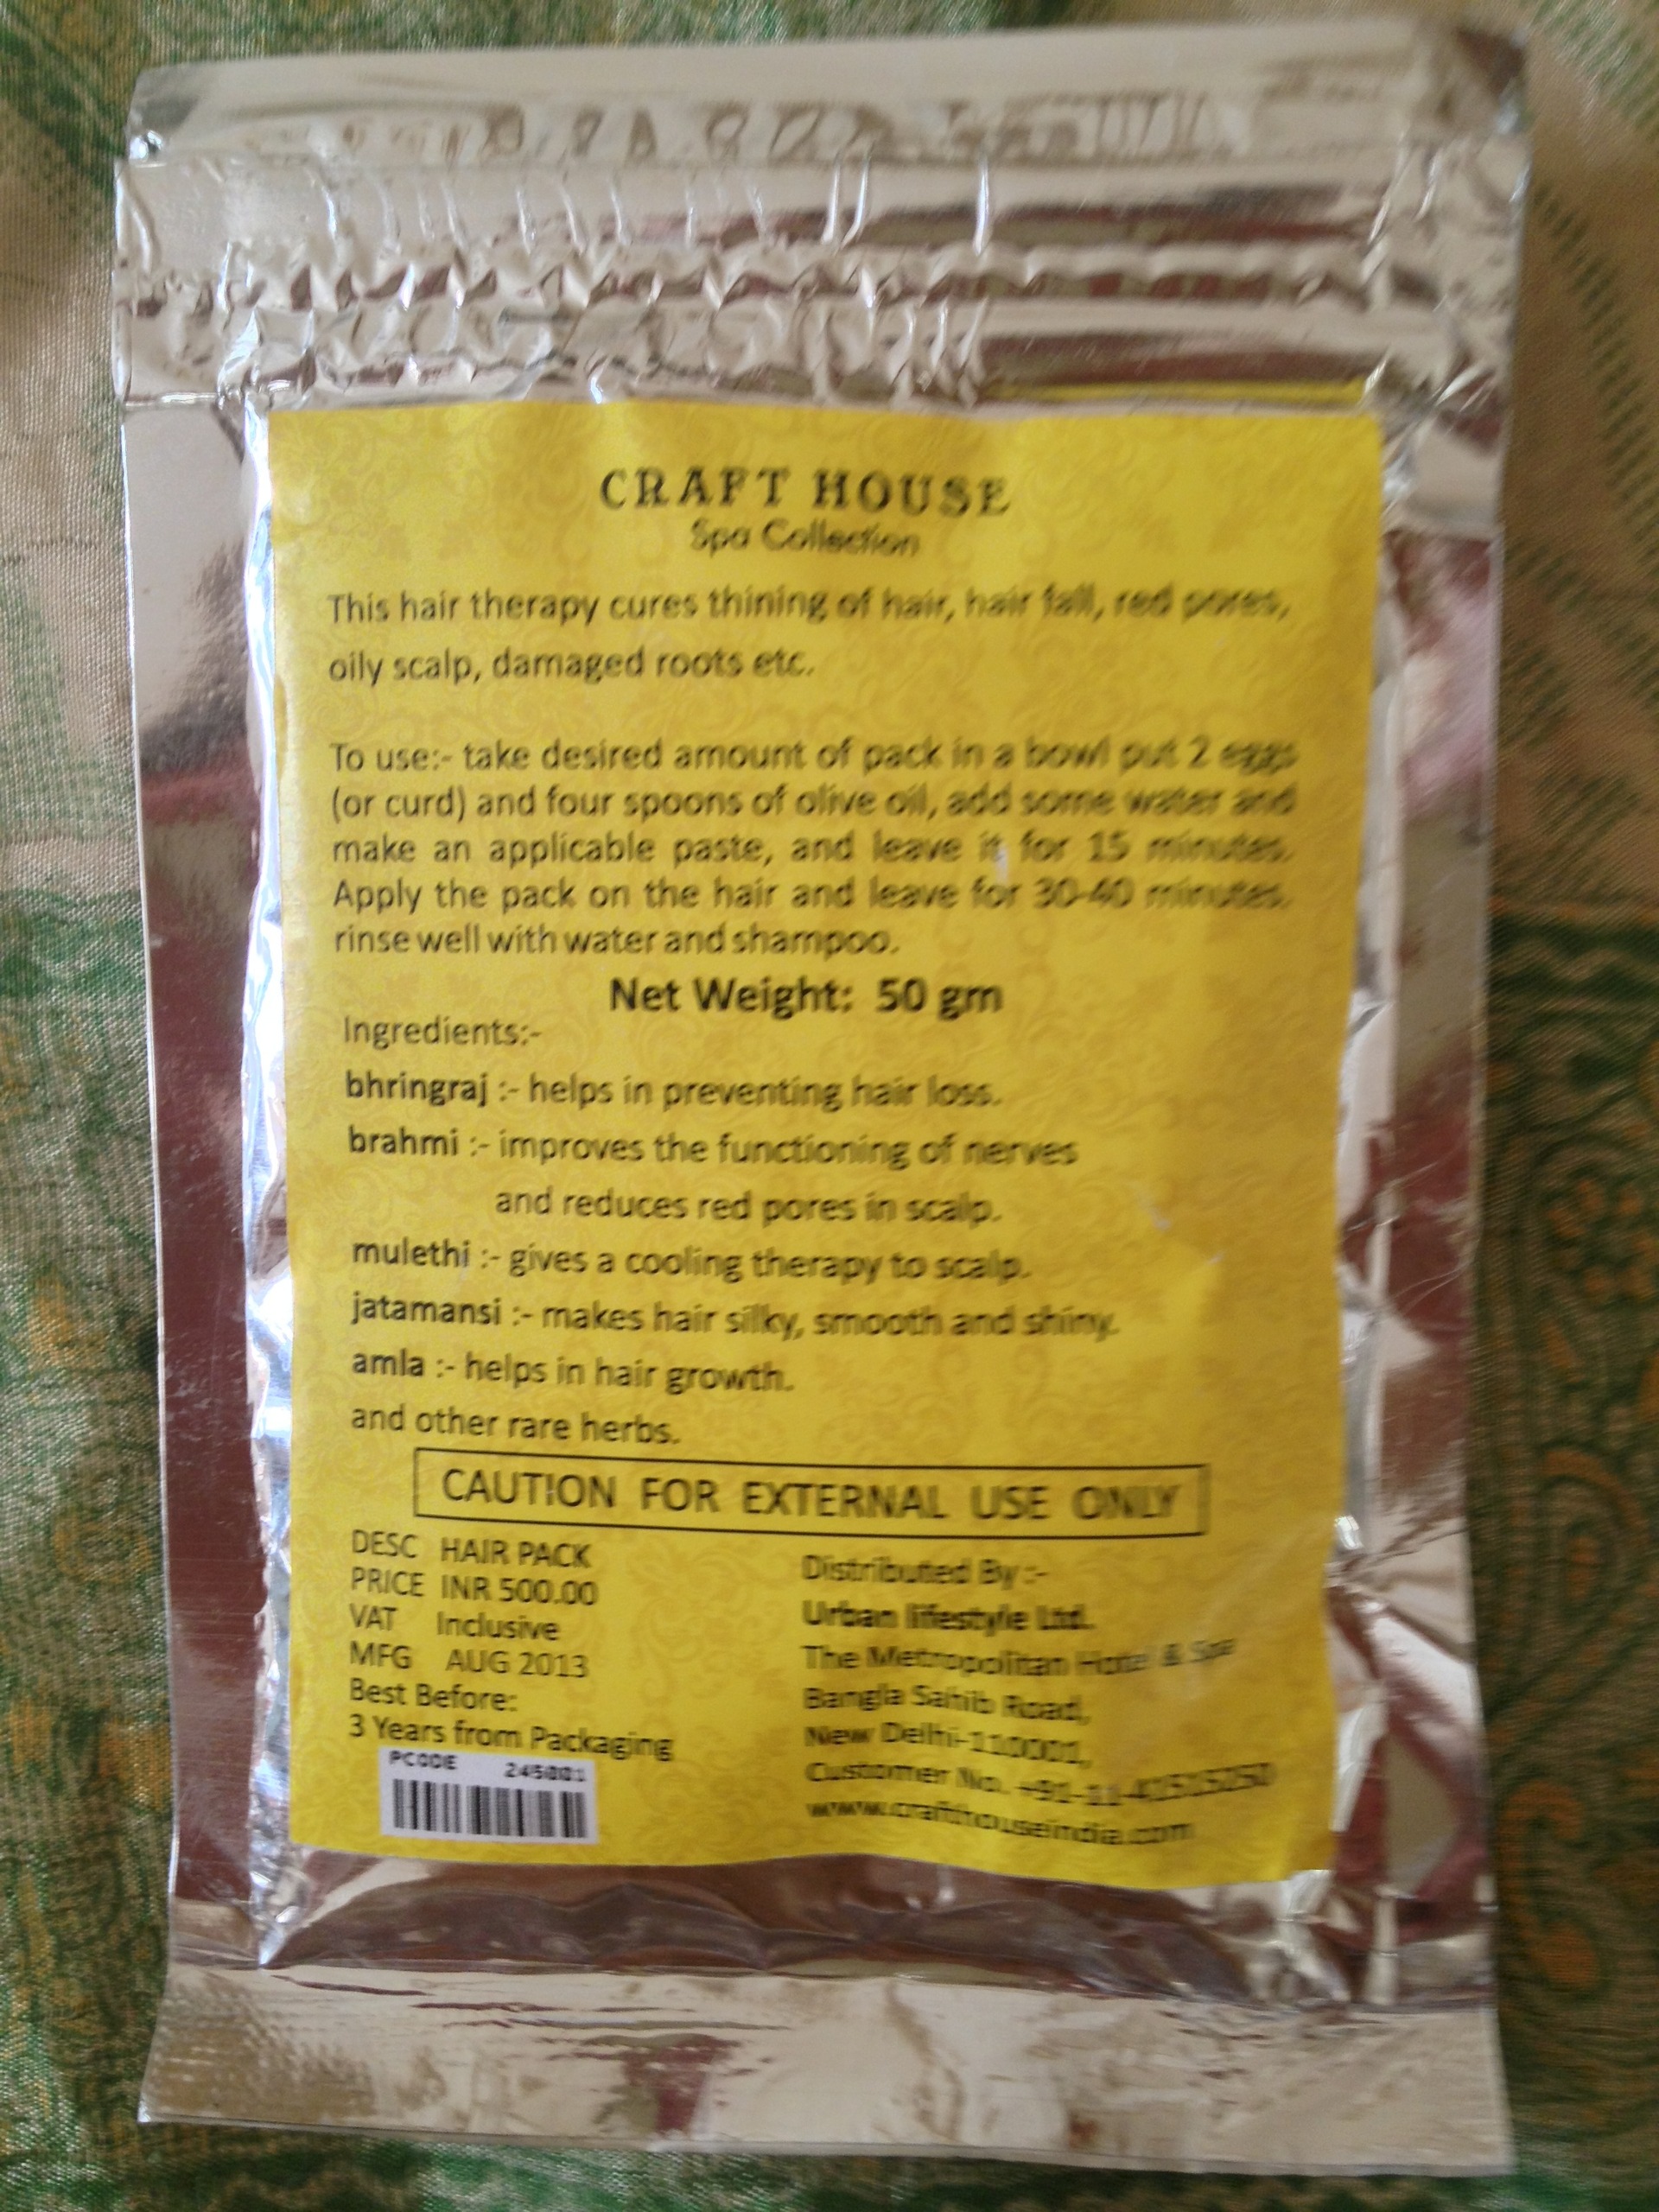 CRAFT HOUSE
Spa Collection
This hair therapy cures thining of hair, hair fall, red pores,
oily scalp, damaged roots etc.
To use:- take desired amount of pack in a bowl put 2 eggs
(or curd) and four spoons of olive oil, add some water and
make an applicable paste, and leave it for 15 minutes.
Apply the pack on the hair and leave for 30-40 minutes.
rinse well with water and shampoo.
Net Weight: 50 gm
Ingredients:-
bhringraj :- helps in preventing hair loss.
brahmi :- improves the functioning of nerves
and reduces red pores in scalp.
mulethi :- gives a cooling therapy to scalp.
jatamansi :- makes hair silky, smooth and shiny.
amla :- helps in hair growth.
and other rare herbs.
CAUTION FOR EXTERNAL USE ONLY
DESC HAIR PACK
PRICE INR 500.00
VAT Inclusive
MFG AUG 2013
Best Before:
3 Years from Packaging
PCODE 245001
Distributed By :-
Urban lifestyle Ltd.
The Metropolitan Hotel & Spa
Bangla Sahib Road,
New Delhi-110001,
Customer No. +91-11-
www.crafthouseindia.com